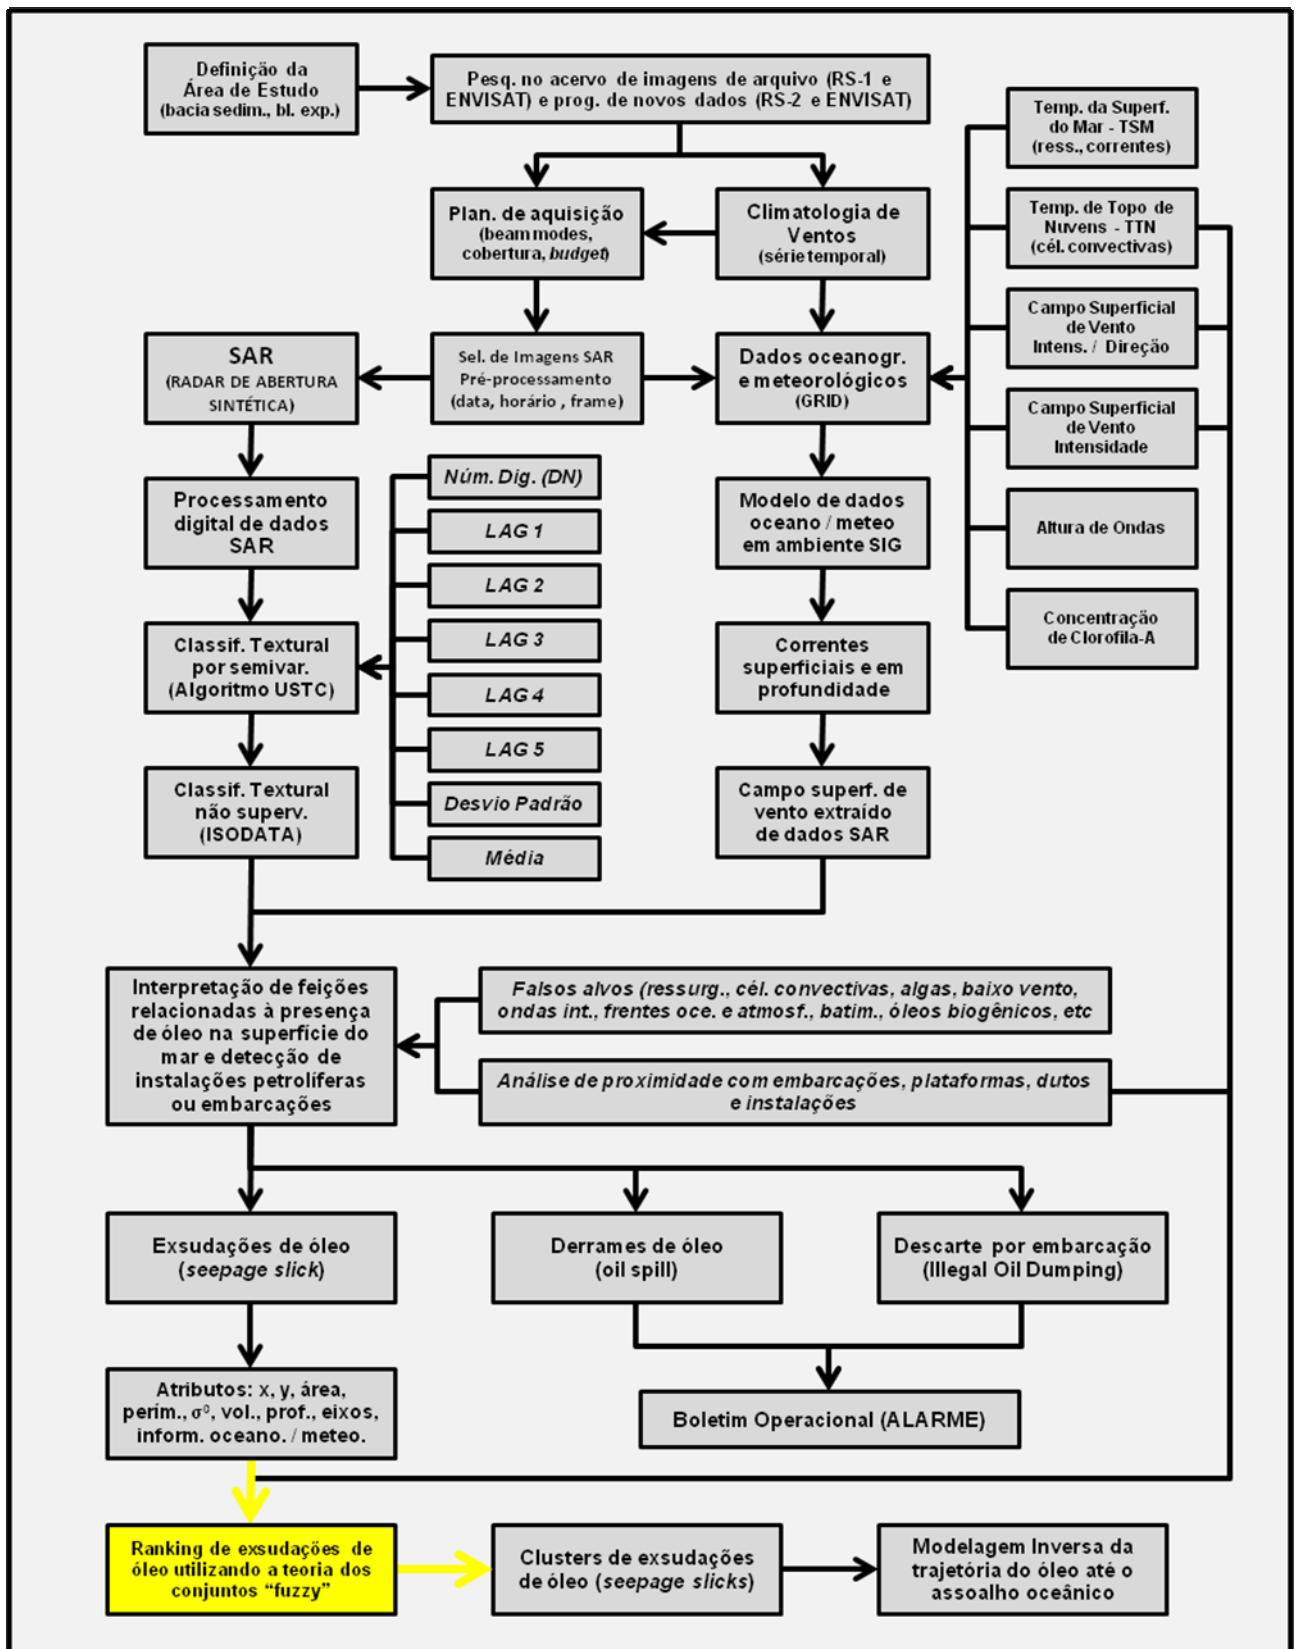 Definição da
Área de Estudo
(bacia sedim., bl. exp.)
Pesq. no acervo de imagens de arquivo (RS-1 e
ENVISAT) e prog. de novos dados (RS-2 e ENVISAT)
Temp. da Superf.
do Mar - TSM
(ress., correntes)
Plan. de aquisição
(beam modes,
cobertura, budget)
Climatologia de
Ventos
(série temporal)
Temp. de Topo de
Nuvens - TTN
(cél. convectivas)
Campo Superficial
de Vento
Intens. / Direção
SAR
(RADAR DE ABERTURA
SINTÉTICA)
Sel. de Imagens SAR
Pré-processamento
(data, horário , frame)
Dados oceanogr.
e meteorológicos
(GRID)
Campo Superficial
de Vento
Intensidade
Altura de Ondas
Concentração
de Clorofila-A
Processamento
digital de dados
SAR
Núm. Dig. (DN)
LAG 1
LAG 2
LAG 3
LAG 4
LAG 5
Desvio Padrão
Média
Modelo de dados
oceano / meteo
em ambiente SIG
Classif. Textural
por semivar.
(Algoritmo USTC)
Correntes
superficiais e em
profundidade
Classif. Textural
não superv.
(ISODATA)
Campo superf. de
vento extraído
de dados SAR
Interpretação de feições
relacionadas à presença
de óleo na superfície do
mar e detecção de
instalações petrolíferas
ou embarcações
Falsos alvos (ressurg., cél. convectivas, algas, baixo vento,
ondas int., frentes oce. e atmosf., batim., óleos biogênicos, etc
Análise de proximidade com embarcações, plataformas, dutos
e instalações
Exsudações de óleo
(seepage slick)
Derrames de óleo
(oil spill)
Descarte por embarcação
(Illegal Oil Dumping)
Atributos: x, y, área,
perím., σ⁰, vol., prof., eixos,
inform. oceano. / meteo.
Boletim Operacional (ALARME)
Ranking de exsudações de
óleo utilizando a teoria dos
conjuntos “fuzzy”
Clusters de exsudações
de óleo (seepage slicks)
Modelagem Inversa da
trajetória do óleo até o
assoalho oceânico